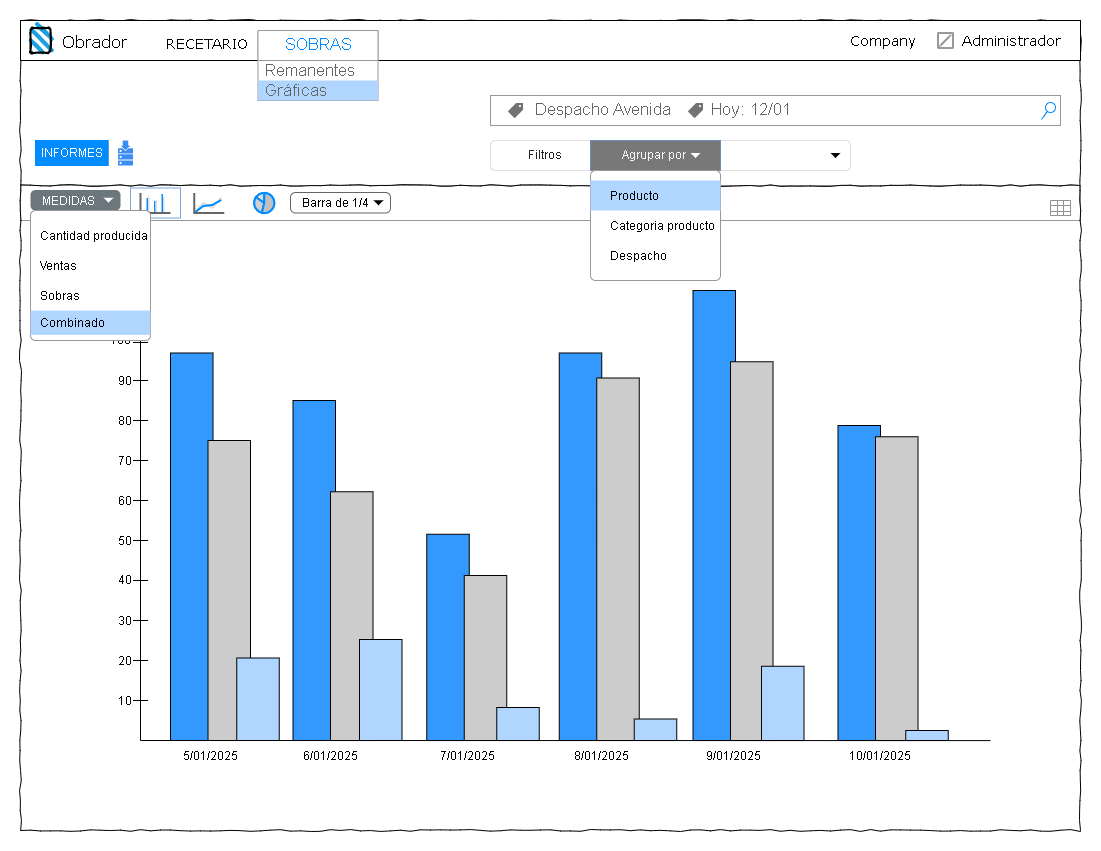 Obrador RECETARIO SOBRAS Company Administrador
Remanentes
Gráficas
Despacho Avenida Hoy: 12/01
INFORMES Filtros Agrupar por
MEDIDAS Barra de 1/4
Producto
Categoria producto
Despacho
Cantidad producida
Ventas
Sobras
Combinado
100
90
80
70
60
50
40
30
20
10
5/01/2025 6/01/2025 7/01/2025 8/01/2025 9/01/2025 10/01/2025